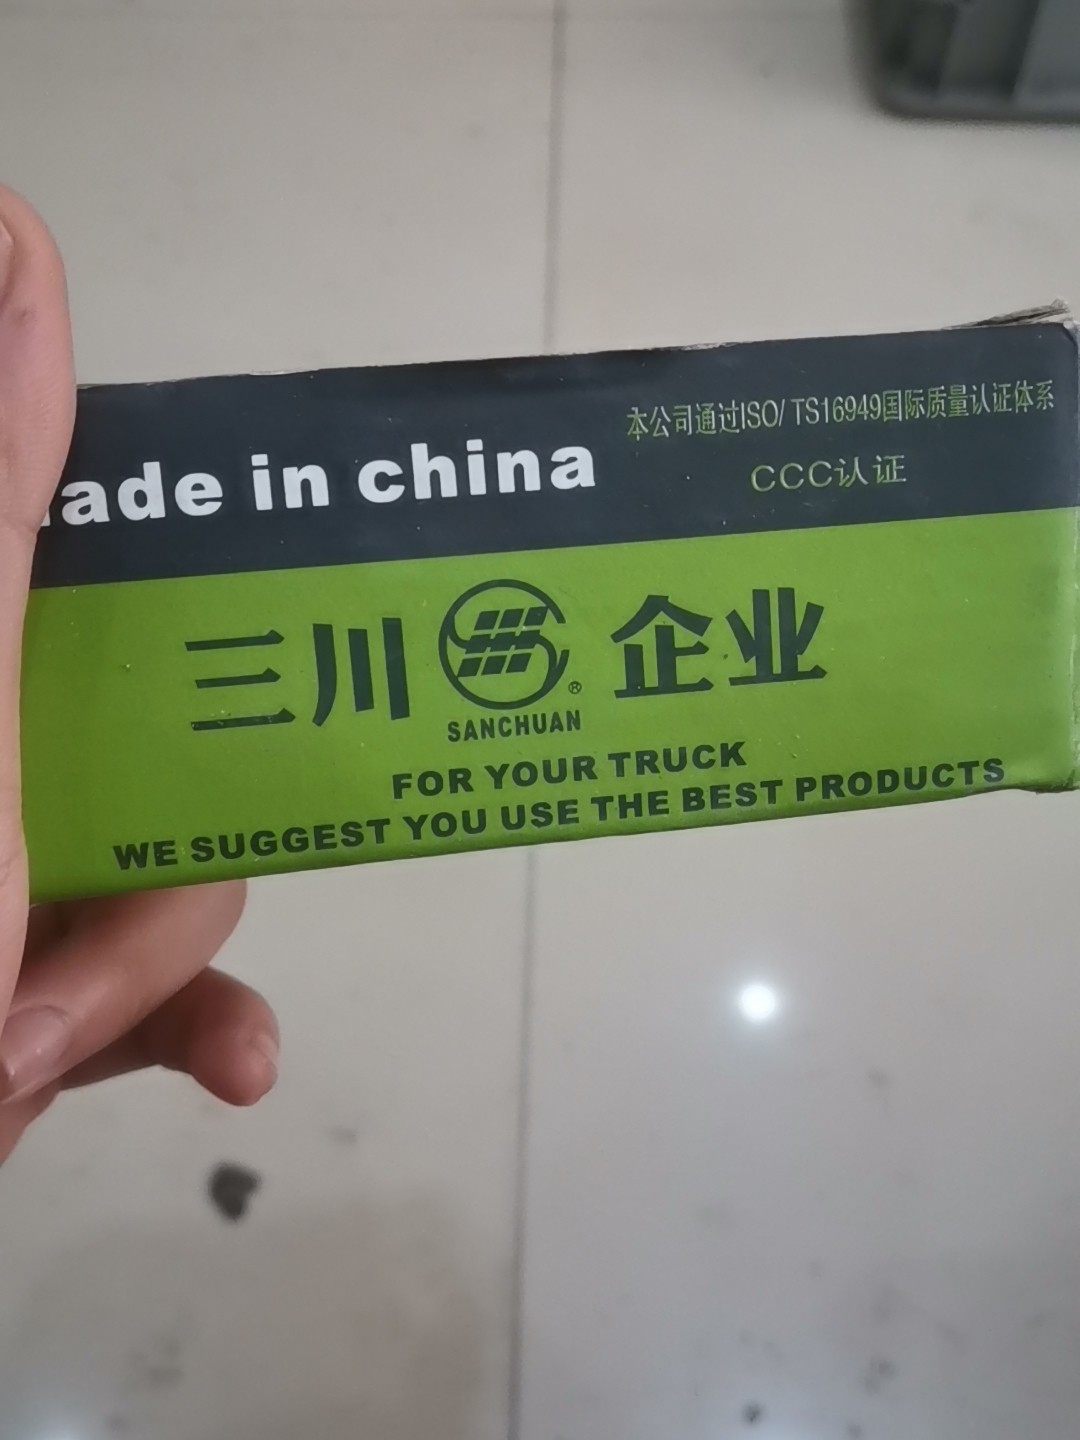 ade in china
本公司通过ISO/ TS16949国际质量认证体系
CCC认证
三川 企业
®
SANCHUAN
FOR YOUR TRUCK
WE SUGGEST YOU USE THE BEST PRODUCTS